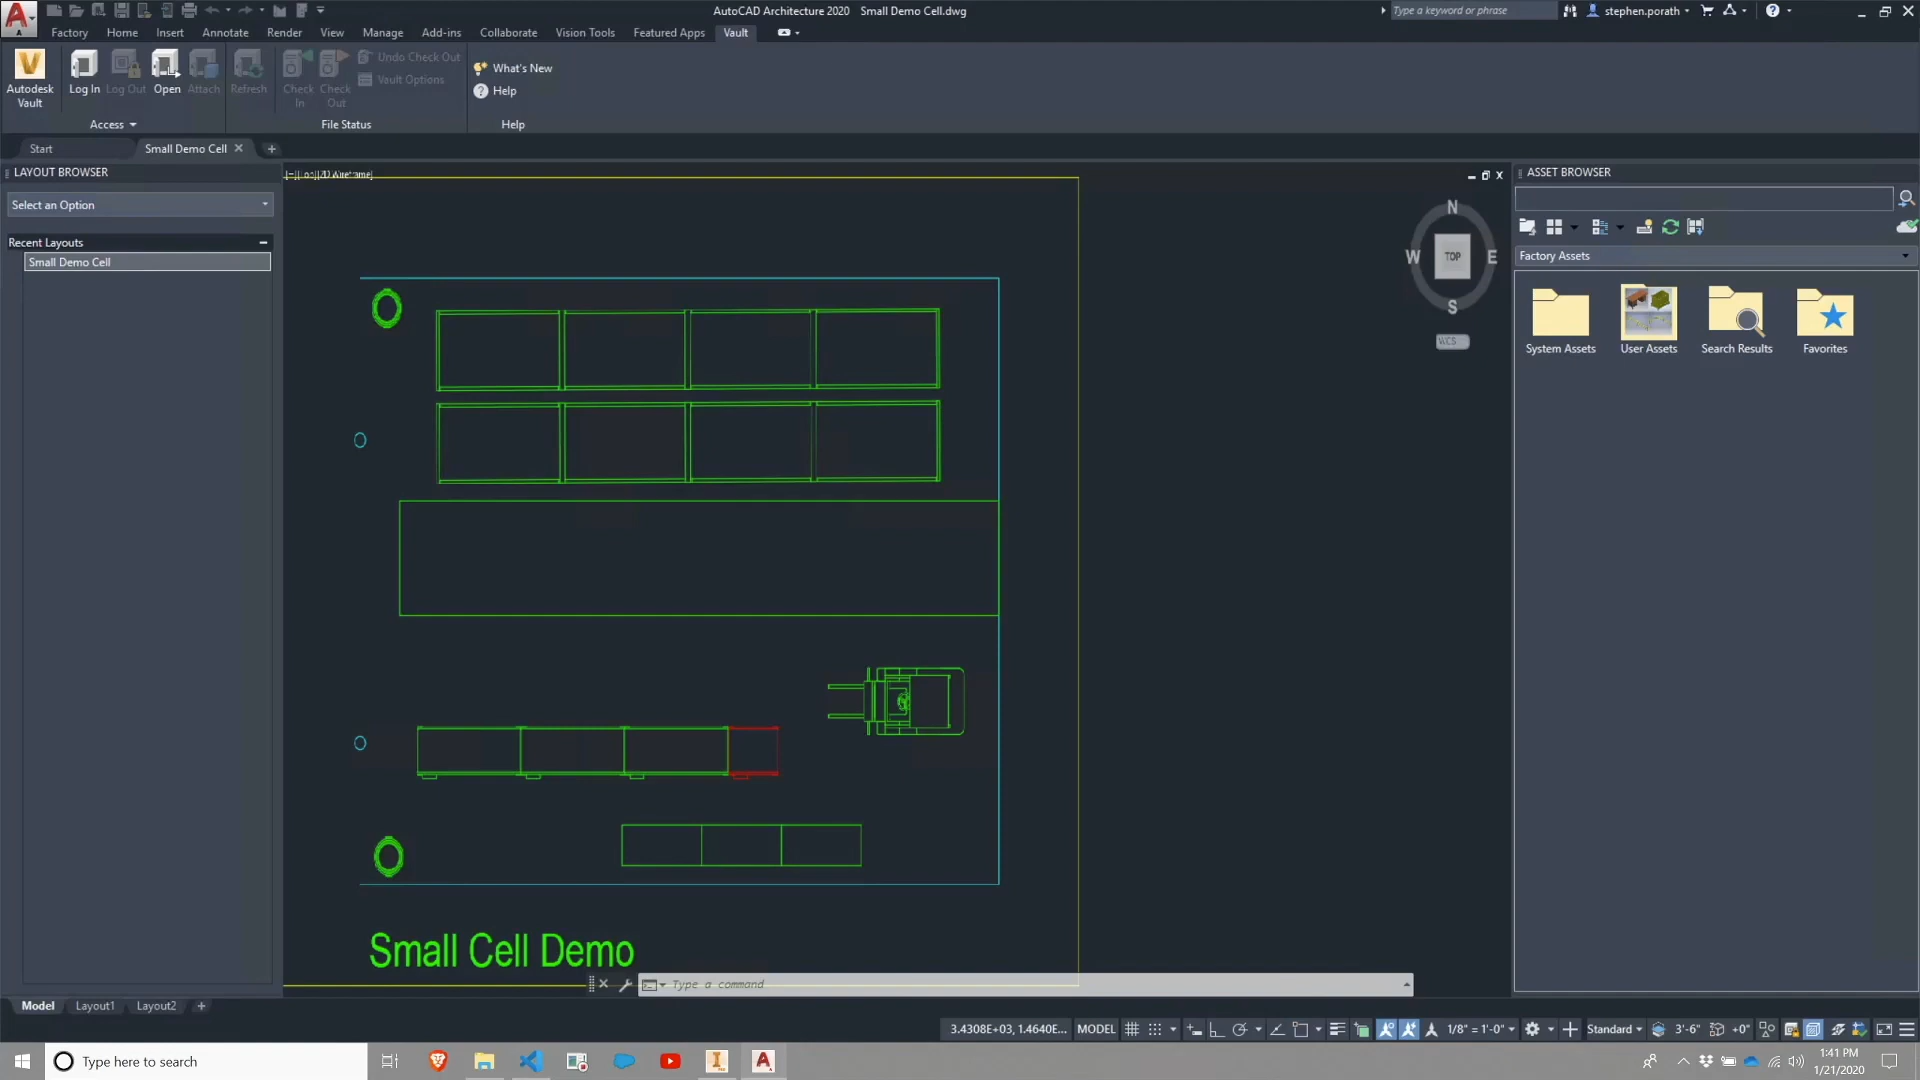 AutoCAD Architecture 2020 Small Demo Cell.dwg
Type a keyword or phrase
stephen.porath
Factory Home Insert Annotate Render View Manage Add-ins Collaborate Vision Tools Featured Apps Vault
Autodesk Vault
Log In
Log Out
Open
Attach
Refresh
Check In
Check Out
Undo Check Out
Vault Options
What's New
Help
Access
File Status
Help
Start
Small Demo Cell
LAYOUT BROWSER
Select an Option
Recent Layouts
Small Demo Cell
N
W
TOP
E
S
WCS
ASSET BROWSER
Factory Assets
System Assets
User Assets
Search Results
Favorites
Small Cell Demo
Type a command
Model Layout1 Layout2 +
3.4308E+03, 1.4640E... MODEL
1/8" = 1'-0"
Standard
3'-6"
+0"
Type here to search
1:41 PM
1/21/2020